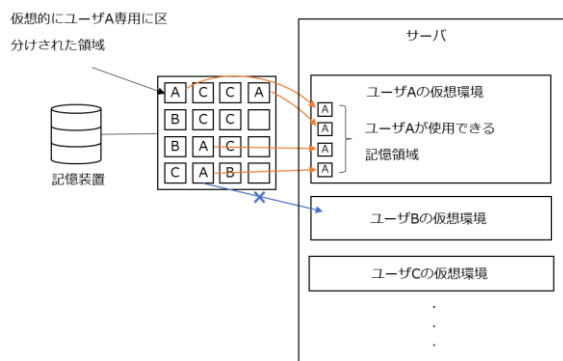 仮想的にユーザA専用に区
分けされた領域
サーバ
A C C A
B C C
B A C
C A B
記憶装置
ユーザAの仮想環境
A
A
A
A
ユーザAが使用できる
記憶領域
ユーザBの仮想環境
ユーザCの仮想環境
・
・
・